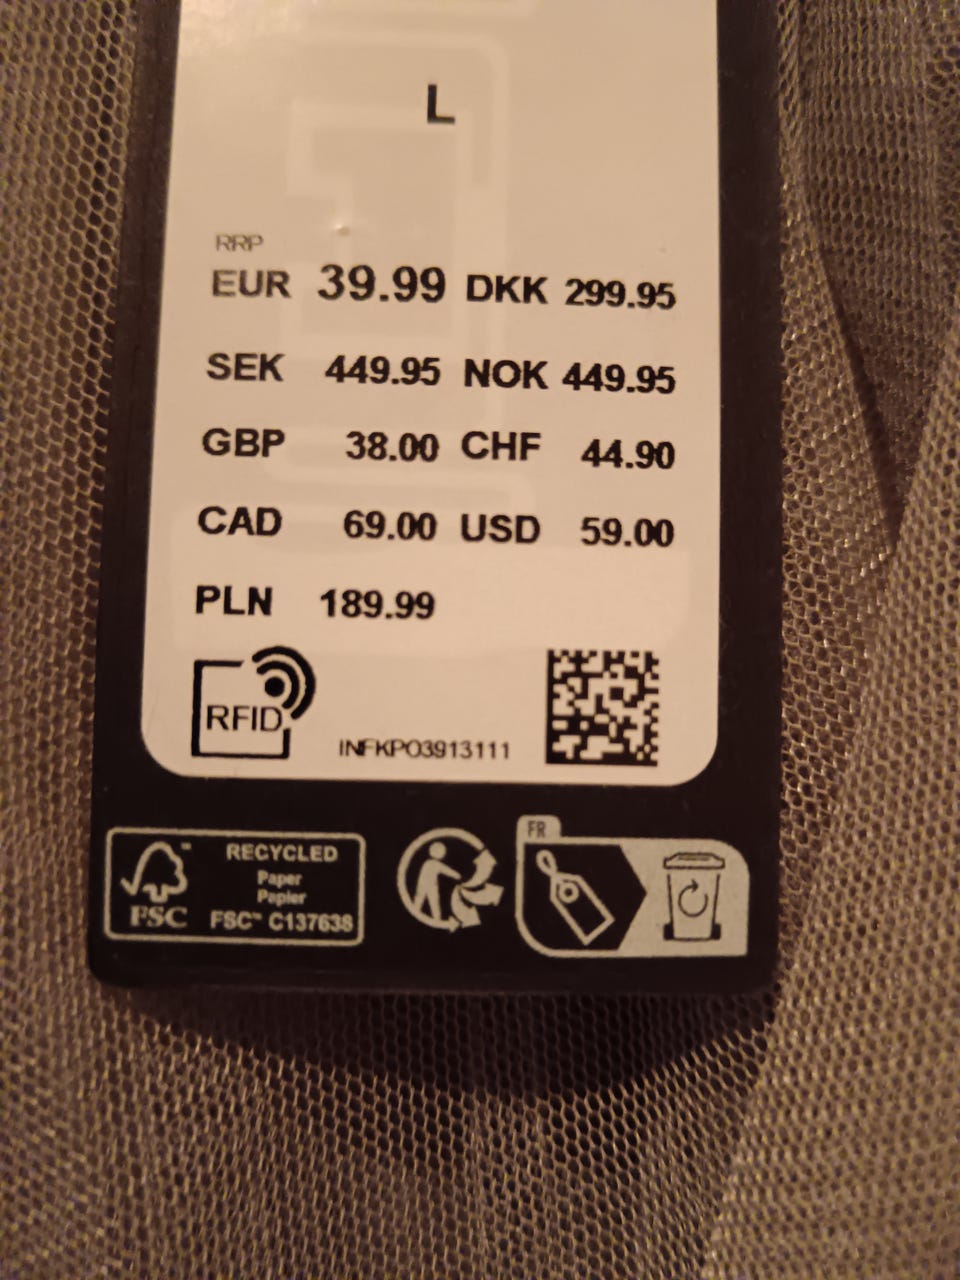 L
RRP
EUR 39.99 DKK 299.95
SEK 449.95 NOK 449.95
GBP 38.00 CHF 44.90
CAD 69.00 USD 59.00
PLN 189.99
RFID
INFKPO3913111
FR
RECYCLED
Paper
Papier
FSC™ C137638
FSC